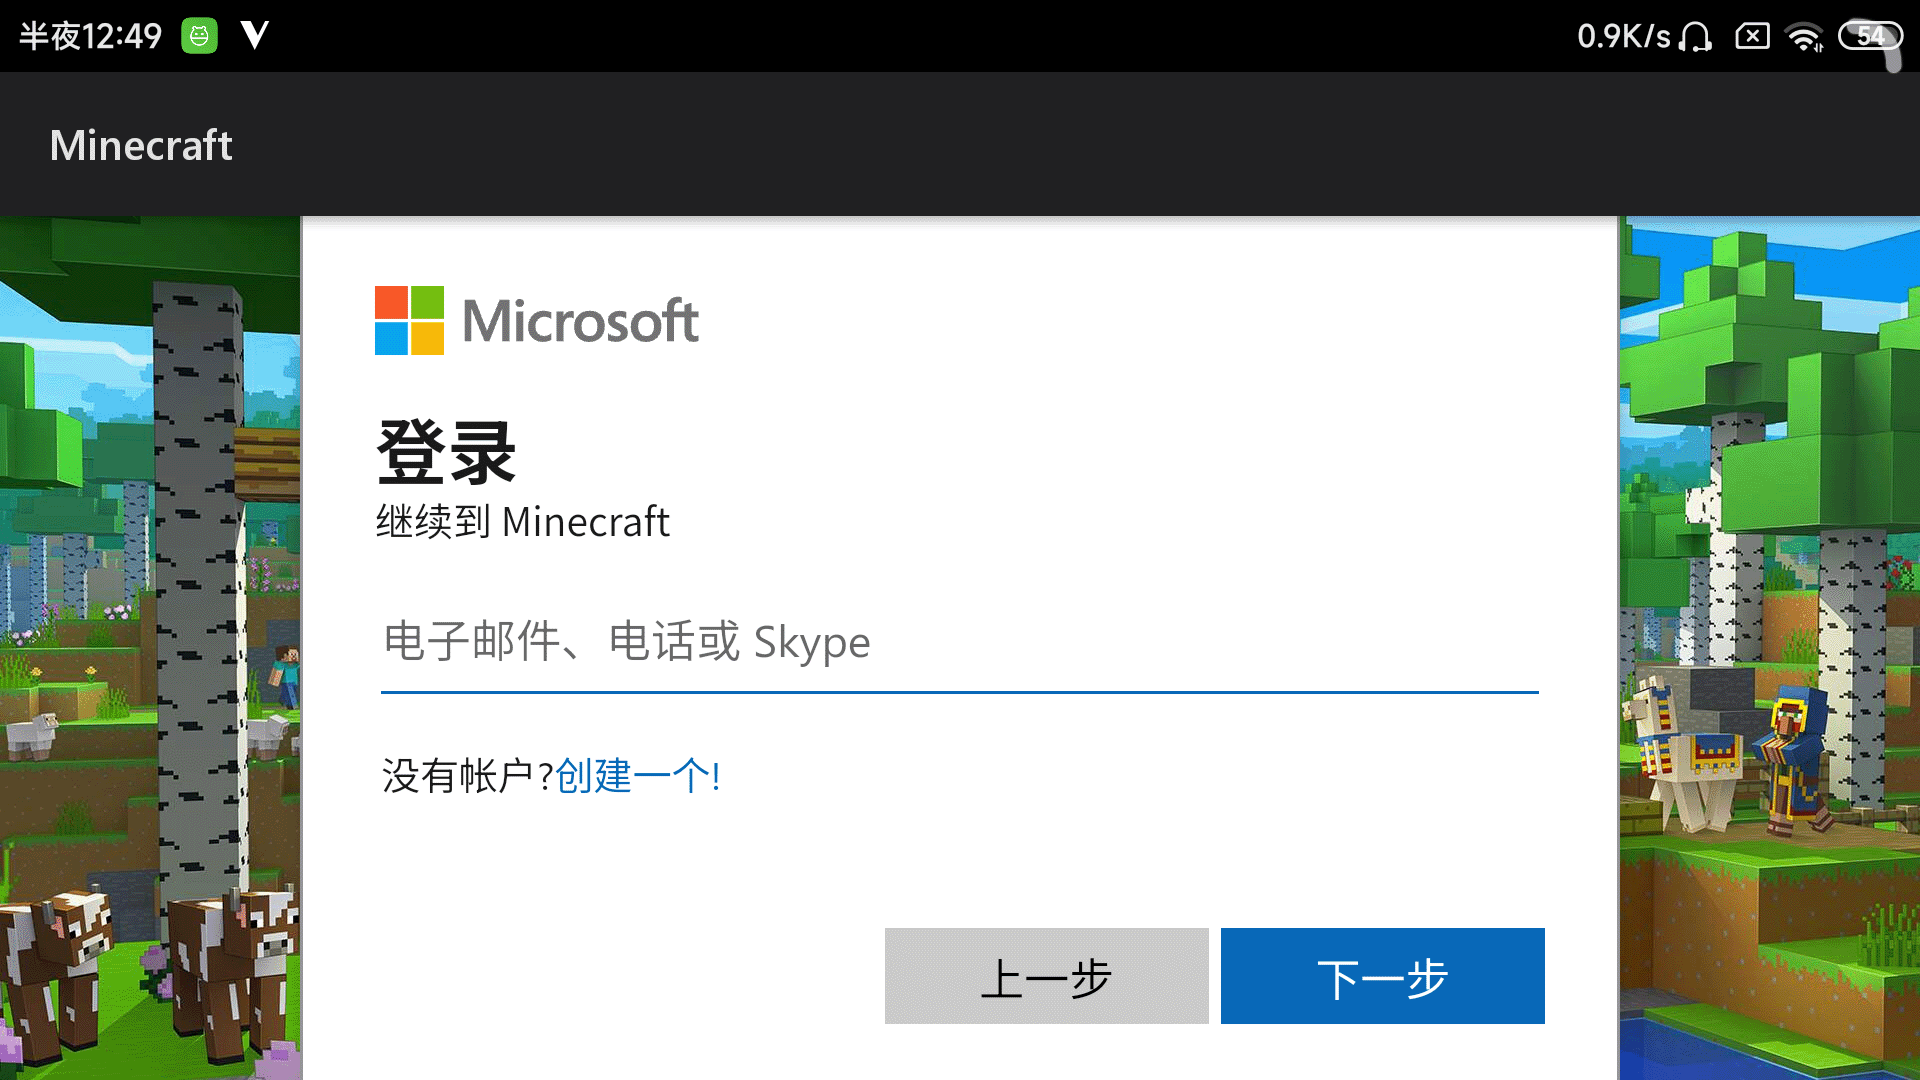 半夜12:49
0.9K/s
54
Minecraft
Microsoft
登录
继续到 Minecraft
电子邮件、电话或 Skype
没有帐户?创建一个!
上一步
下一步